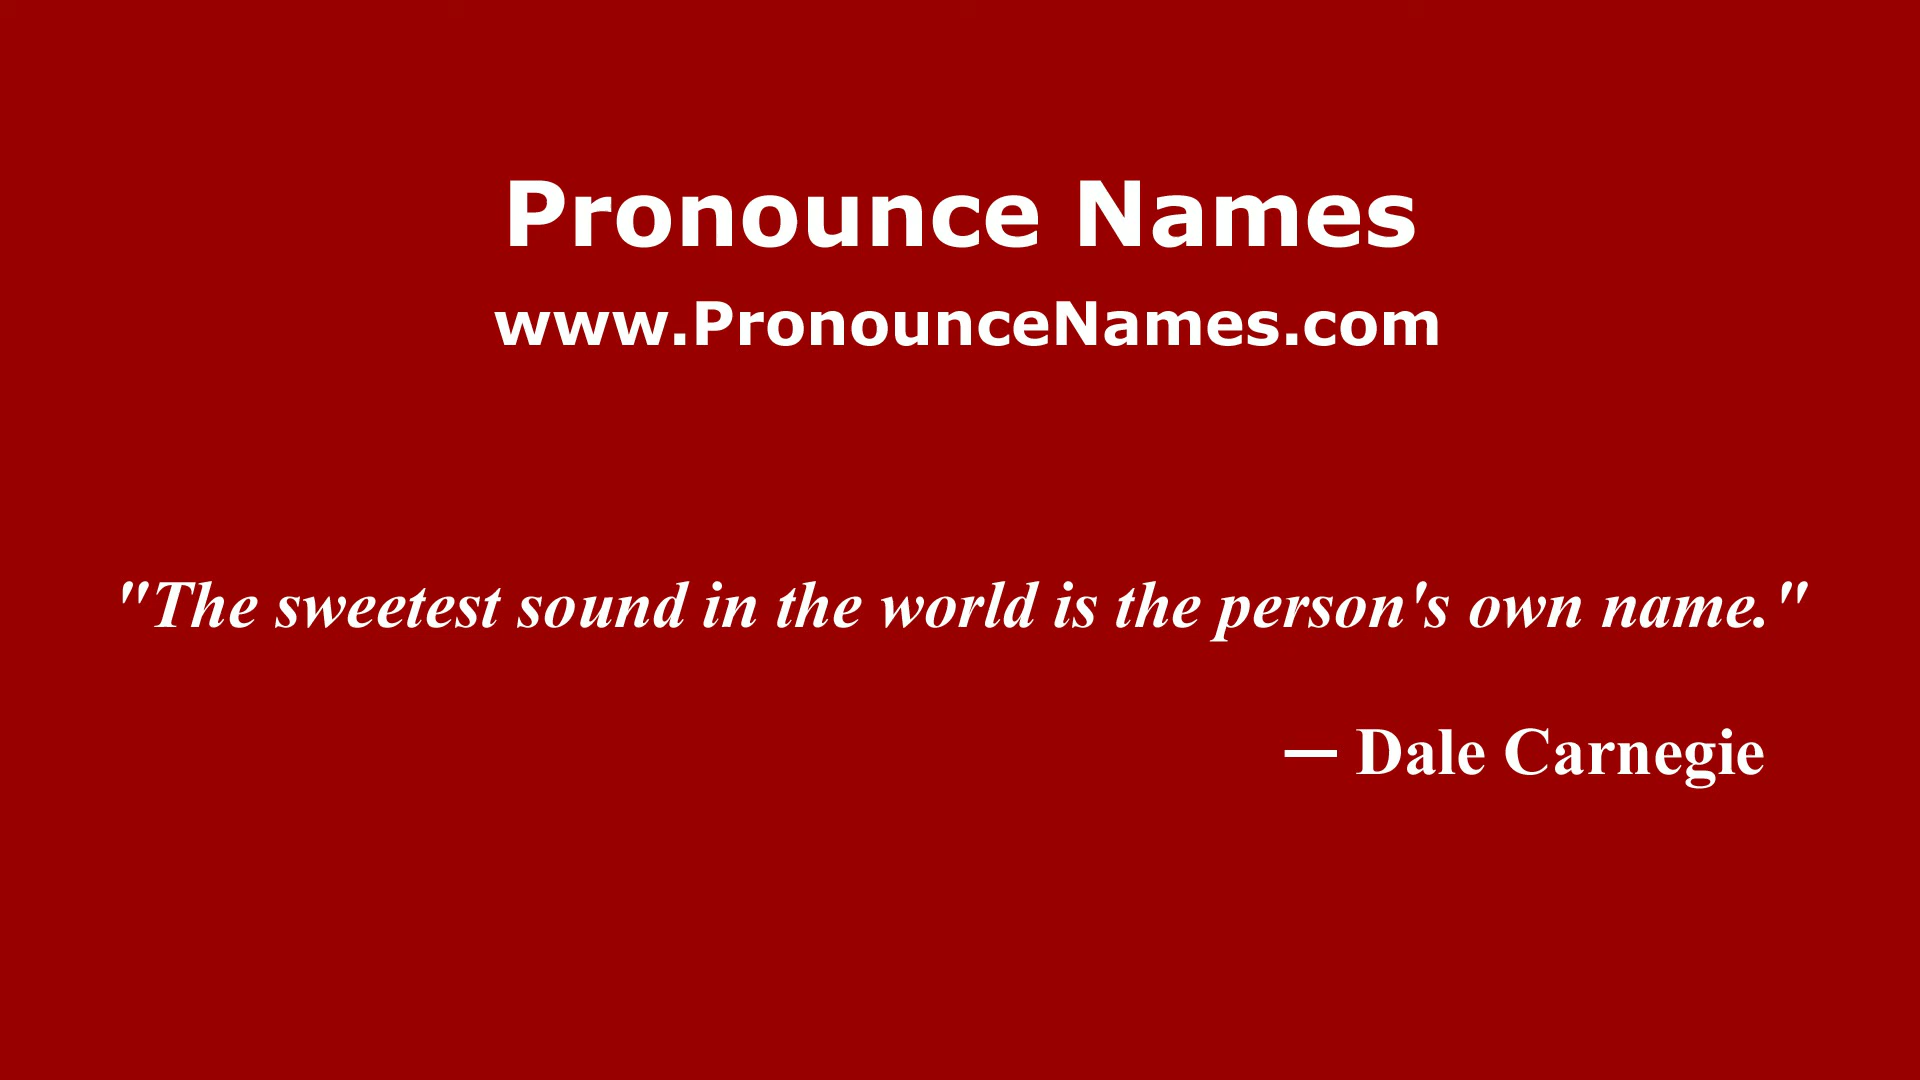 Pronounce Names
www.PronounceNames.com
"The sweetest sound in the world is the person's own name."
— Dale Carnegie